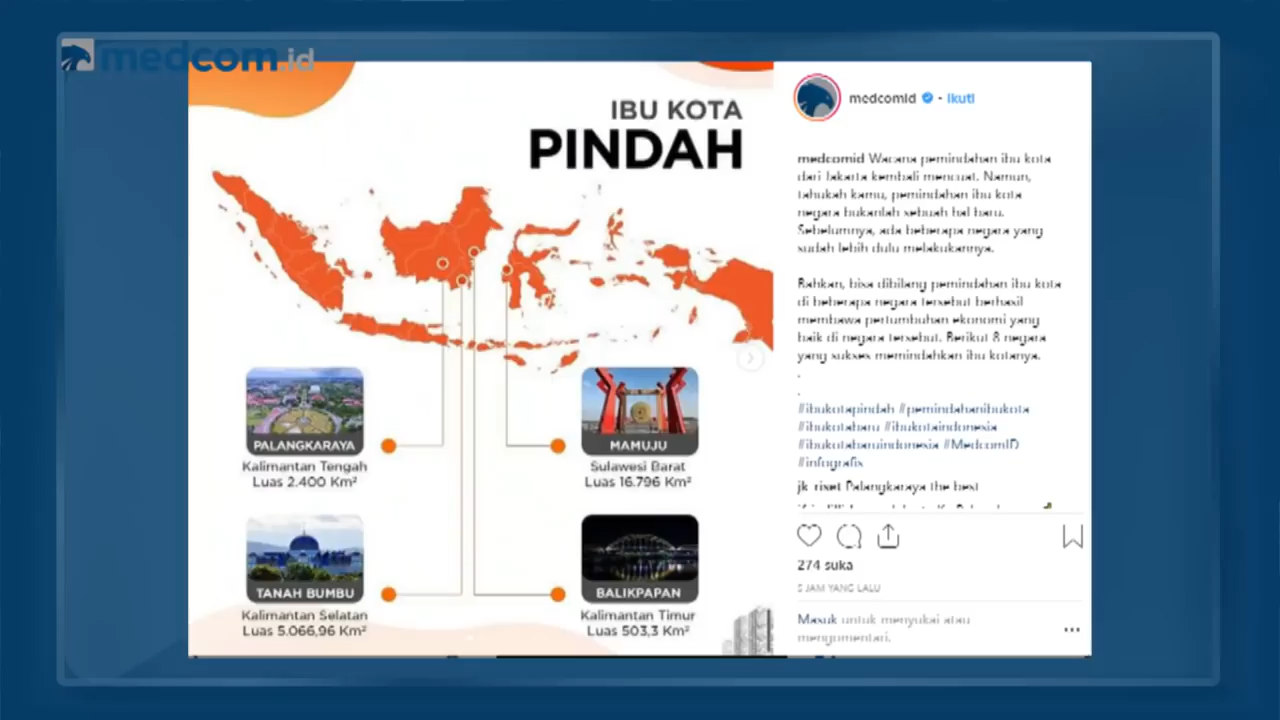 medcom.id
IBU KOTA
PINDAH
PALANGKARAYA
Kalimantan Tengah
Luas 2.400 Km²
MAMUJU
Sulawesi Barat
Luas 16.796 Km²
TANAH BUMBU
Kalimantan Selatan
Luas 5.066,96 Km²
BALIKPAPAN
Kalimantan Timur
Luas 503,3 Km²
medcomid • Ikuti
medcomid Wacana pemindahan ibu kota
dari Jakarta kembali mencuat. Namun,
tahukah kamu, pemindahan ibu kota
negara bukanlah sebuah hal baru.
Sebelumnya, ada beberapa negara yang
sudah lebih dulu melakukannya.
Bahkan, bisa dibilang pemindahan ibu kota
di beberapa negara tersebut berhasil
membawa pertumbuhan ekonomi yang
baik di negara tersebut. Berikut 8 negara
yang sukses memindahkan ibu kotanya.
.
.
#ibukotapindah #pemindahanibukota
#ibukotabaru #ibukotaindonesia
#ibukotabaruindonesia #MedcomID
#infografis
jk_riset Palangkaraya the best
274 suka
5 JAM YANG LALU
Masuk untuk menyukai atau
mengomentari.